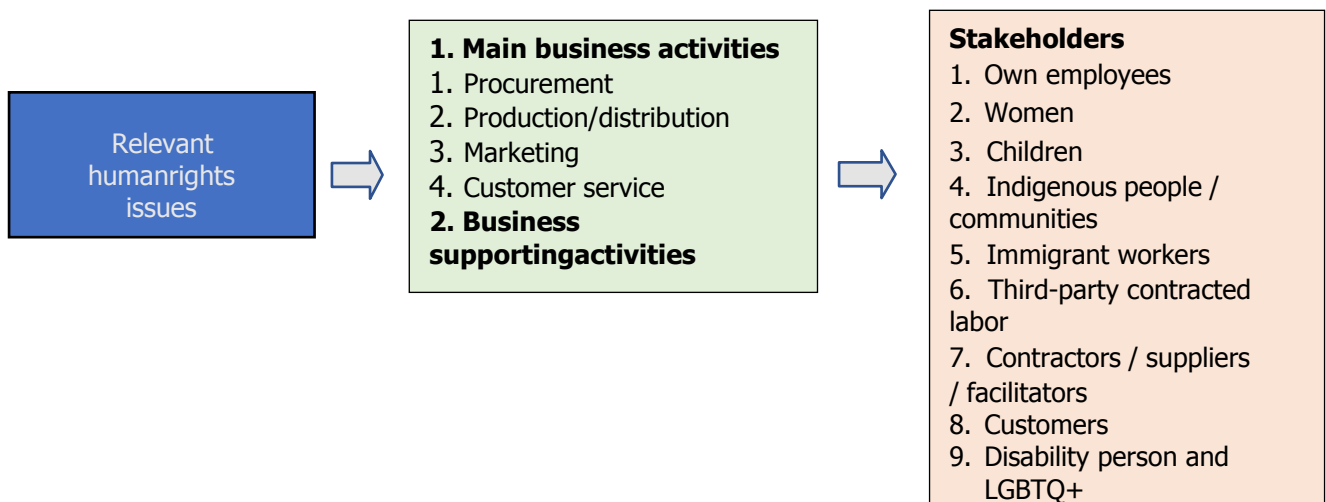 Relevant
humanrights
issues
1. Main business activities
1. Procurement
2. Production/distribution
3. Marketing
4. Customer service
2. Business
supportingactivities
Stakeholders
1. Own employees
2. Women
3. Children
4. Indigenous people /
communities
5. Immigrant workers
6. Third-party contracted
labor
7. Contractors / suppliers
/ facilitators
8. Customers
9. Disability person and
LGBTQ+